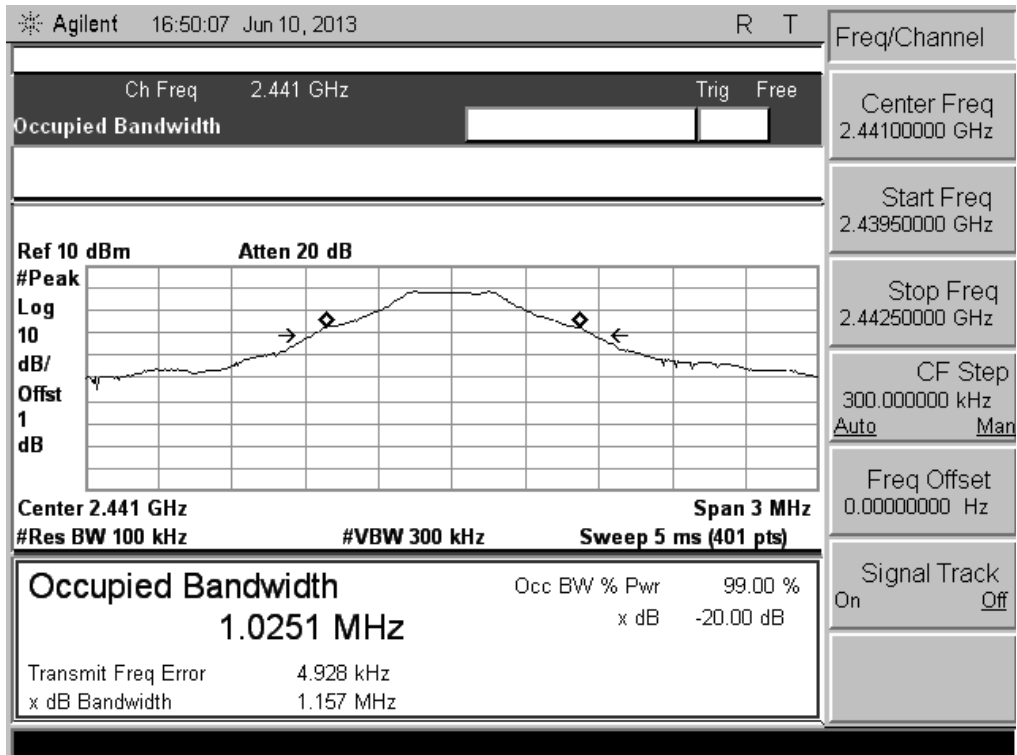 Agilent 16:50:07 Jun 10, 2013 R T
Freq/Channel
Ch Freq 2.441 GHz Trig Free
Occupied Bandwidth
Center Freq
2.44100000 GHz
Start Freq
2.43950000 GHz
Stop Freq
2.44250000 GHz
CF Step
300.000000 kHz
Auto Man
Freq Offset
0.00000000 Hz
Signal Track
On Off
Ref 10 dBm Atten 20 dB
#Peak
Log
10
dB/
Offst
1
dB
Center 2.441 GHz Span 3 MHz
#Res BW 100 kHz #VBW 300 kHz Sweep 5 ms (401 pts)
Occupied Bandwidth
1.0251 MHz
Occ BW % Pwr 99.00 %
x dB -20.00 dB
Transmit Freq Error 4.928 kHz
x dB Bandwidth 1.157 MHz